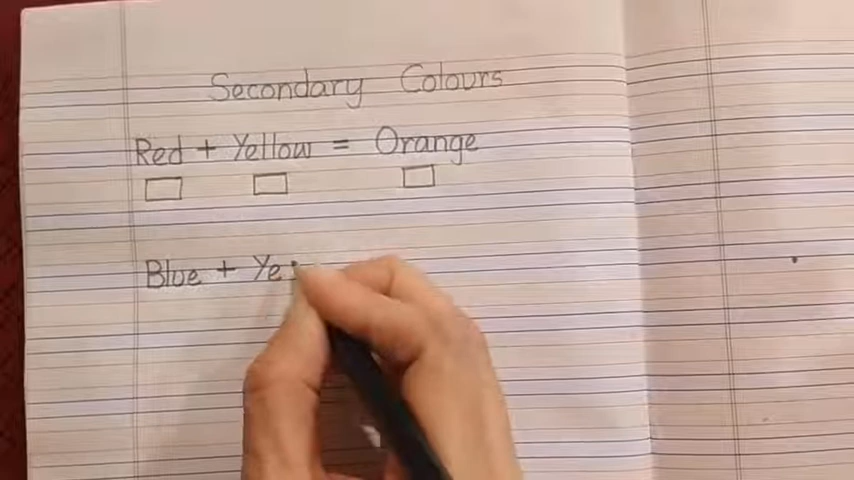 Secondary Colours
Red + Yellow = Orange
Blue + Ye